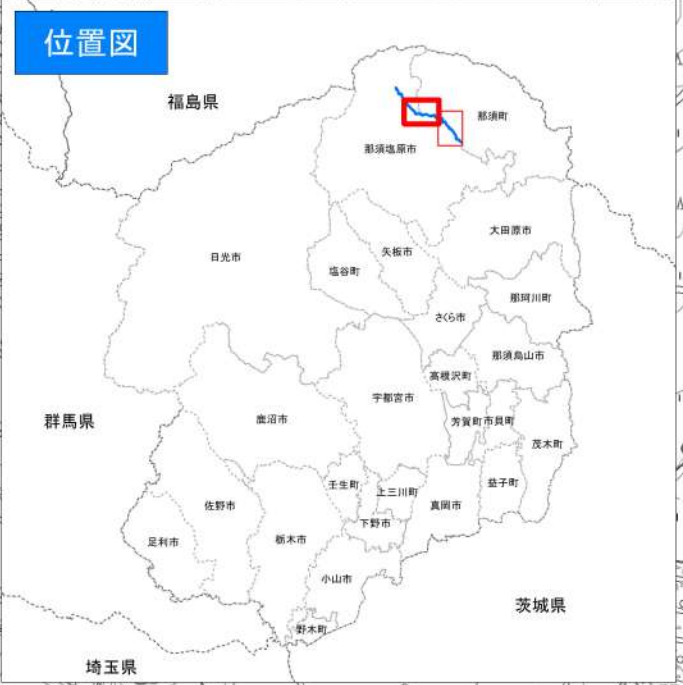 位置図
福島県
那須町
那須塩原市
大田原市
日光市
矢板市
塩谷町
那珂川町
さくら市
那須烏山市
高根沢町
宇都宮市
群馬県
鹿沼市
芳賀町
市貝町
茂木町
壬生町
上三川町
益子町
佐野市
真岡市
下野市
足利市
栃木市
小山市
茨城県
野木町
埼玉県